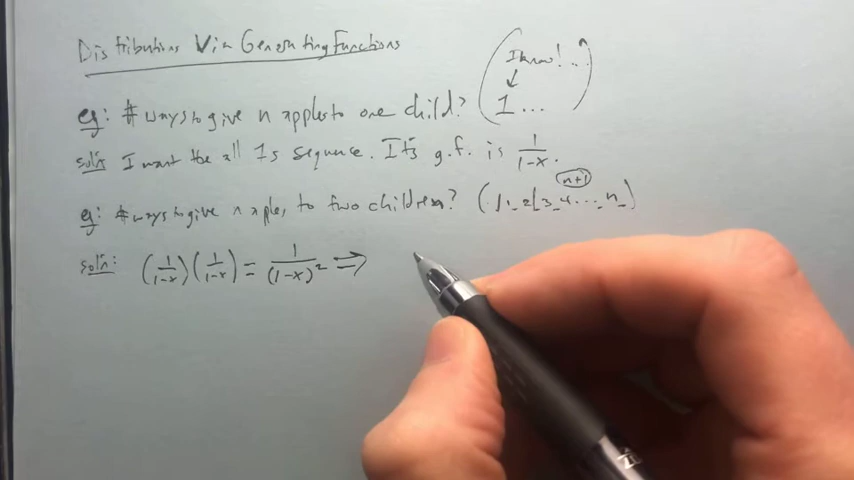 Distributions Via Generating Functions
I know! ...
eg: # ways to give n apples to one child? ( 1 ... )
soln I want the all 1s sequence. Its g.f. is 1/1-x.
n+1
eg: # ways to give n aples, to two children? ( 1 2 3 4 ... n )
soln: (1/1-x)(1/1-x) = 1/(1-x)² ⇒